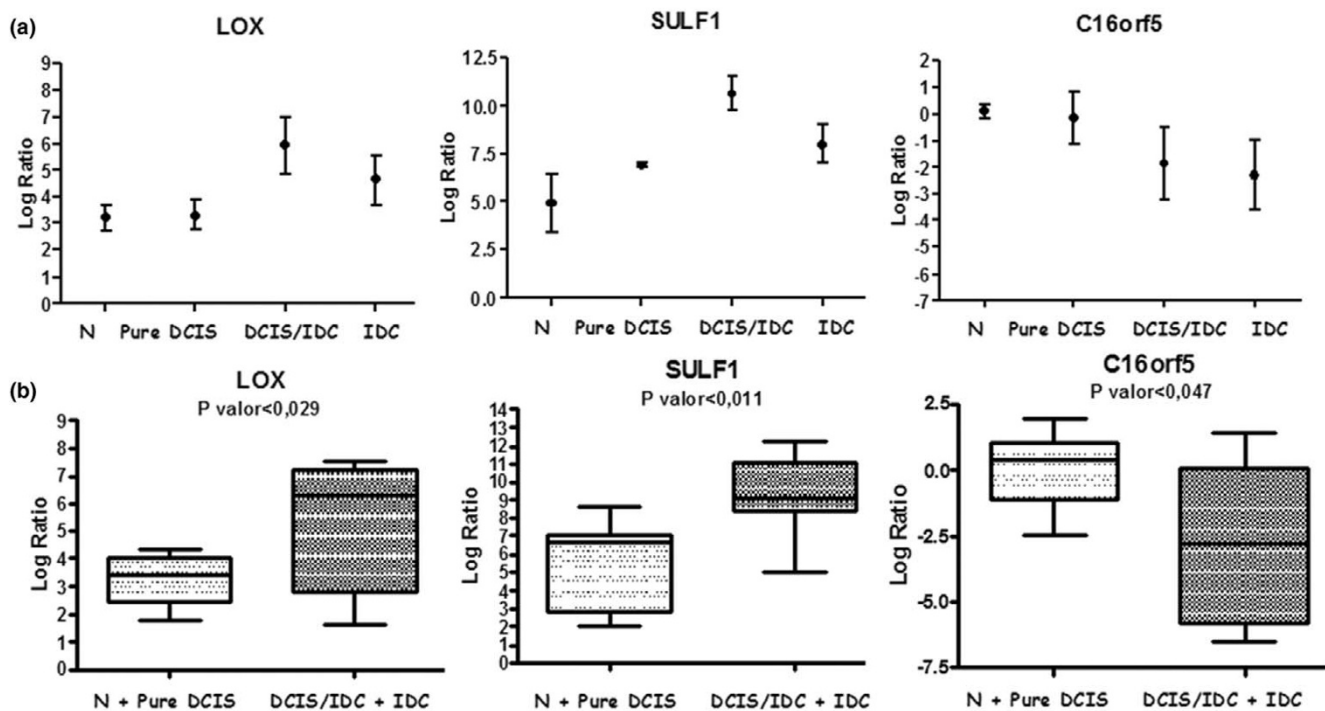 (a)
LOX
Log Ratio
9
8
7
6
5
4
3
2
1
0
N Pure DCIS DCIS/IDC IDC
SULF1
Log Ratio
12.5
10.0
7.5
5.0
2.5
0.0
N Pure DCIS DCIS/IDC IDC
C16orf5
Log Ratio
2
1
0
-1
-2
-3
-4
-5
-6
-7
N Pure DCIS DCIS/IDC IDC
(b)
LOX
P valor<0,029
Log Ratio
9
8
7
6
5
4
3
2
1
0
N + Pure DCIS DCIS/IDC + IDC
SULF1
P valor<0,011
Log Ratio
14
13
12
11
10
9
8
7
6
5
4
3
2
1
0
N + Pure DCIS DCIS/IDC + IDC
C16orf5
P valor<0,047
Log Ratio
2.5
0.0
-2.5
-5.0
-7.5
N + Pure DCIS DCIS/IDC + IDC